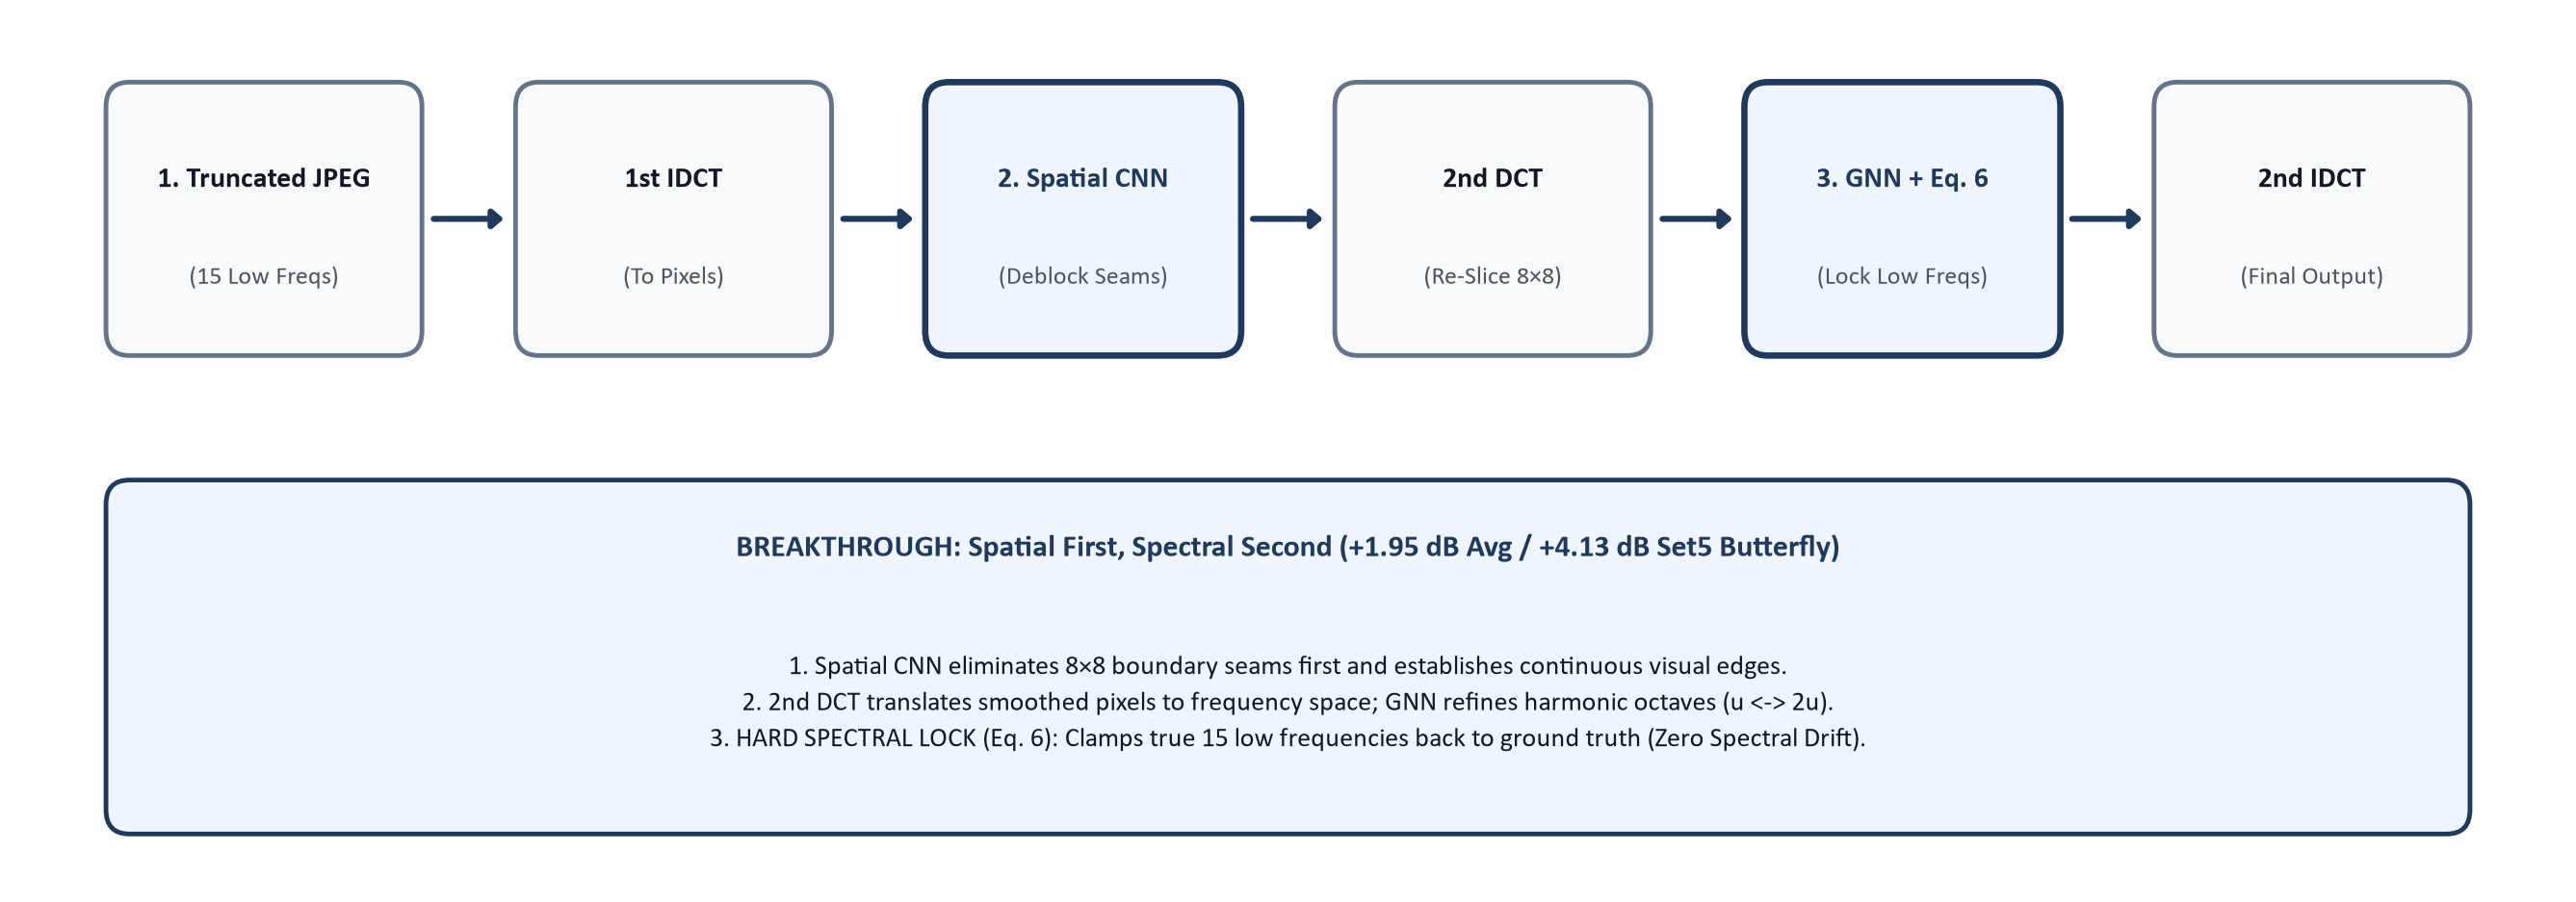 1. Truncated JPEG
(15 Low Freqs)
1st IDCT
(To Pixels)
2. Spatial CNN
(Deblock Seams)
2nd DCT
(Re-Slice 8×8)
3. GNN + Eq. 6
(Lock Low Freqs)
2nd IDCT
(Final Output)
BREAKTHROUGH: Spatial First, Spectral Second (+1.95 dB Avg / +4.13 dB Set5 Butterfly)
1. Spatial CNN eliminates 8×8 boundary seams first and establishes continuous visual edges.
2. 2nd DCT translates smoothed pixels to frequency space; GNN refines harmonic octaves (u <-> 2u).
3. HARD SPECTRAL LOCK (Eq. 6): Clamps true 15 low frequencies back to ground truth (Zero Spectral Drift).